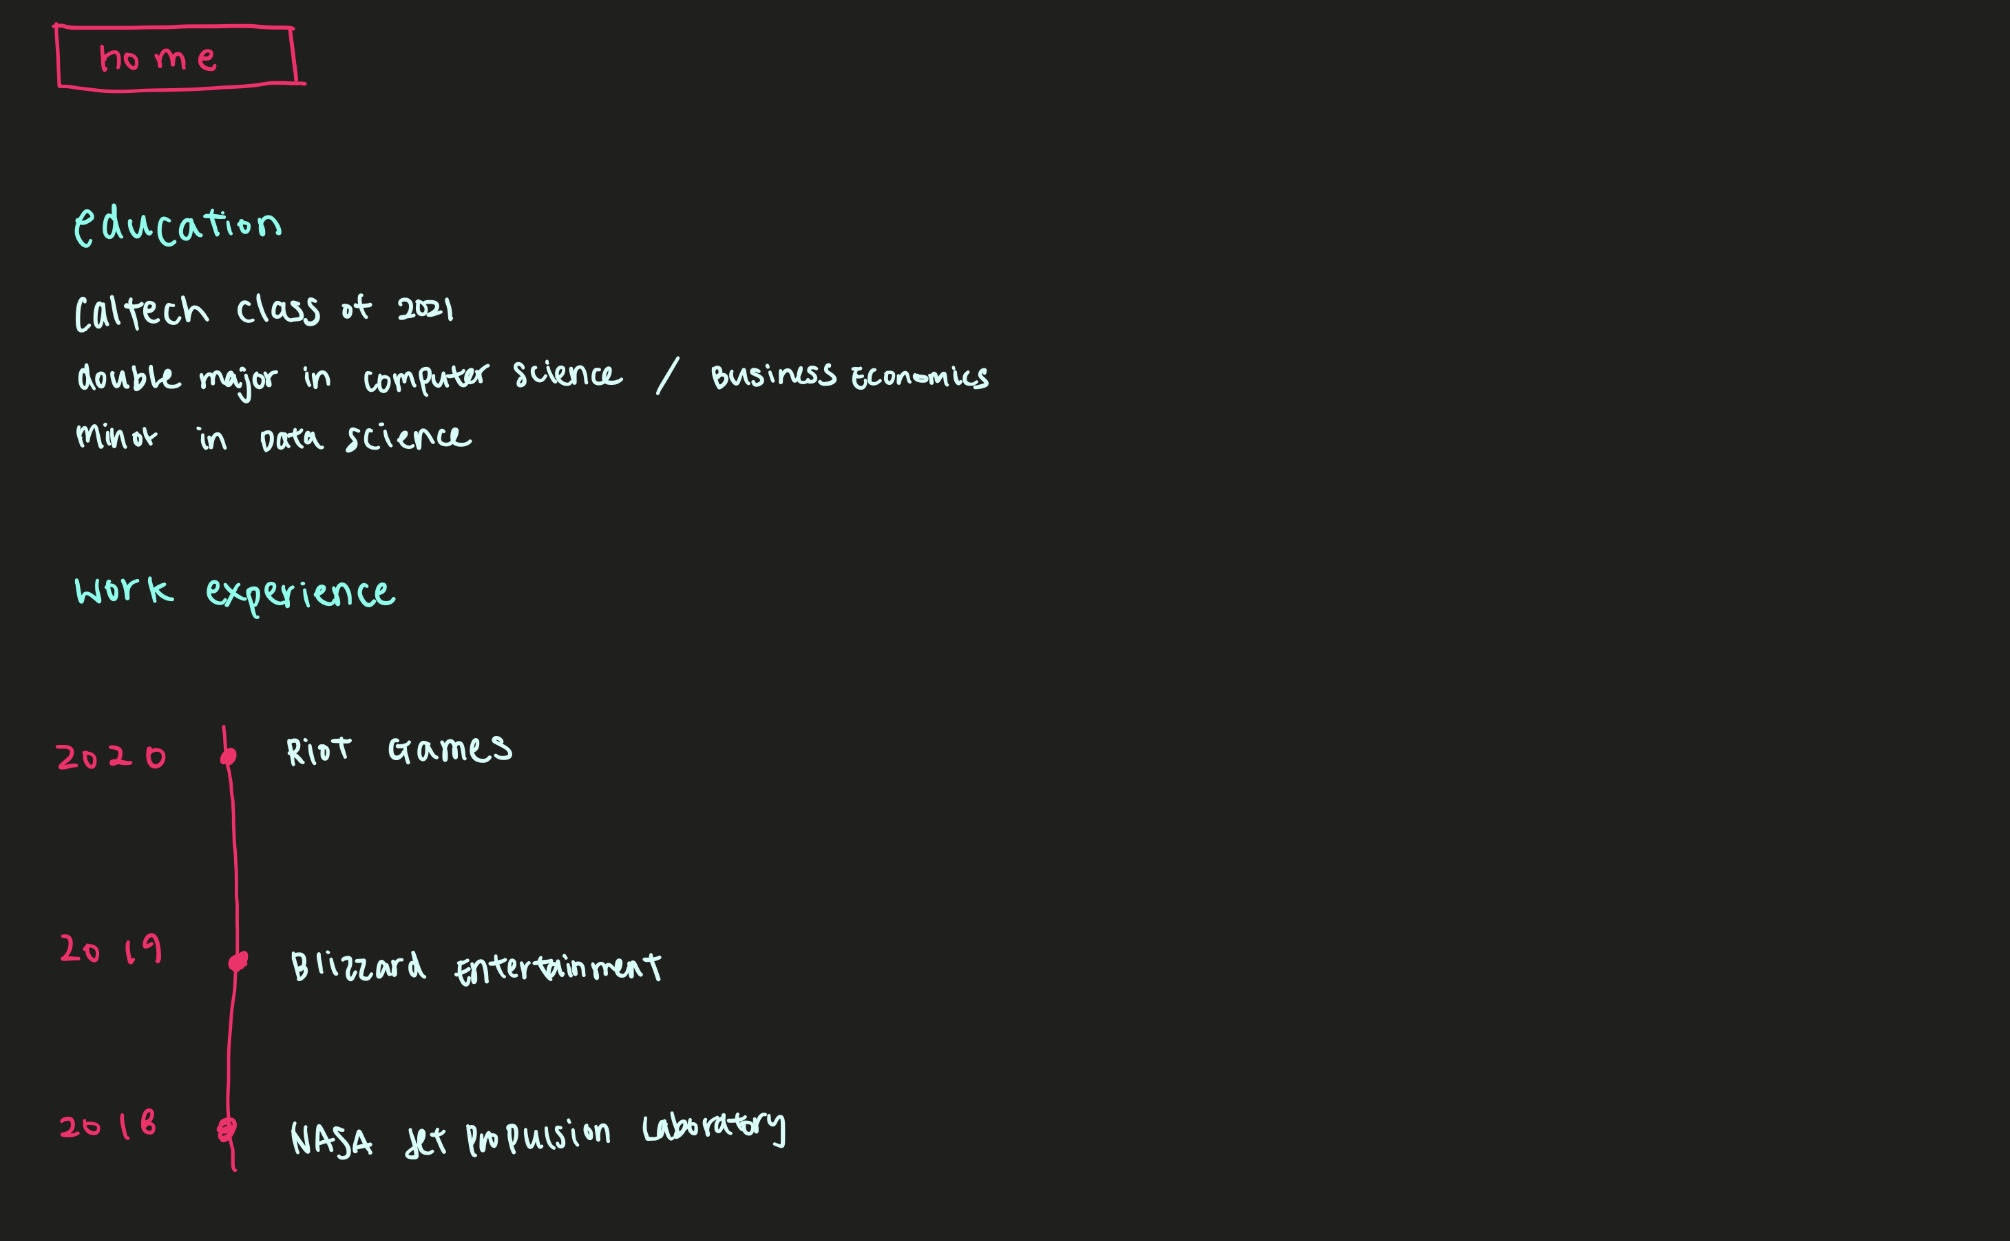 home
education
Caltech class of 2021
double major in computer science / Business Economics
Minor in Data science
work experience
2020 Riot Games
2019 Blizzard Entertainment
2018 NASA Jet Propulsion Laboratory